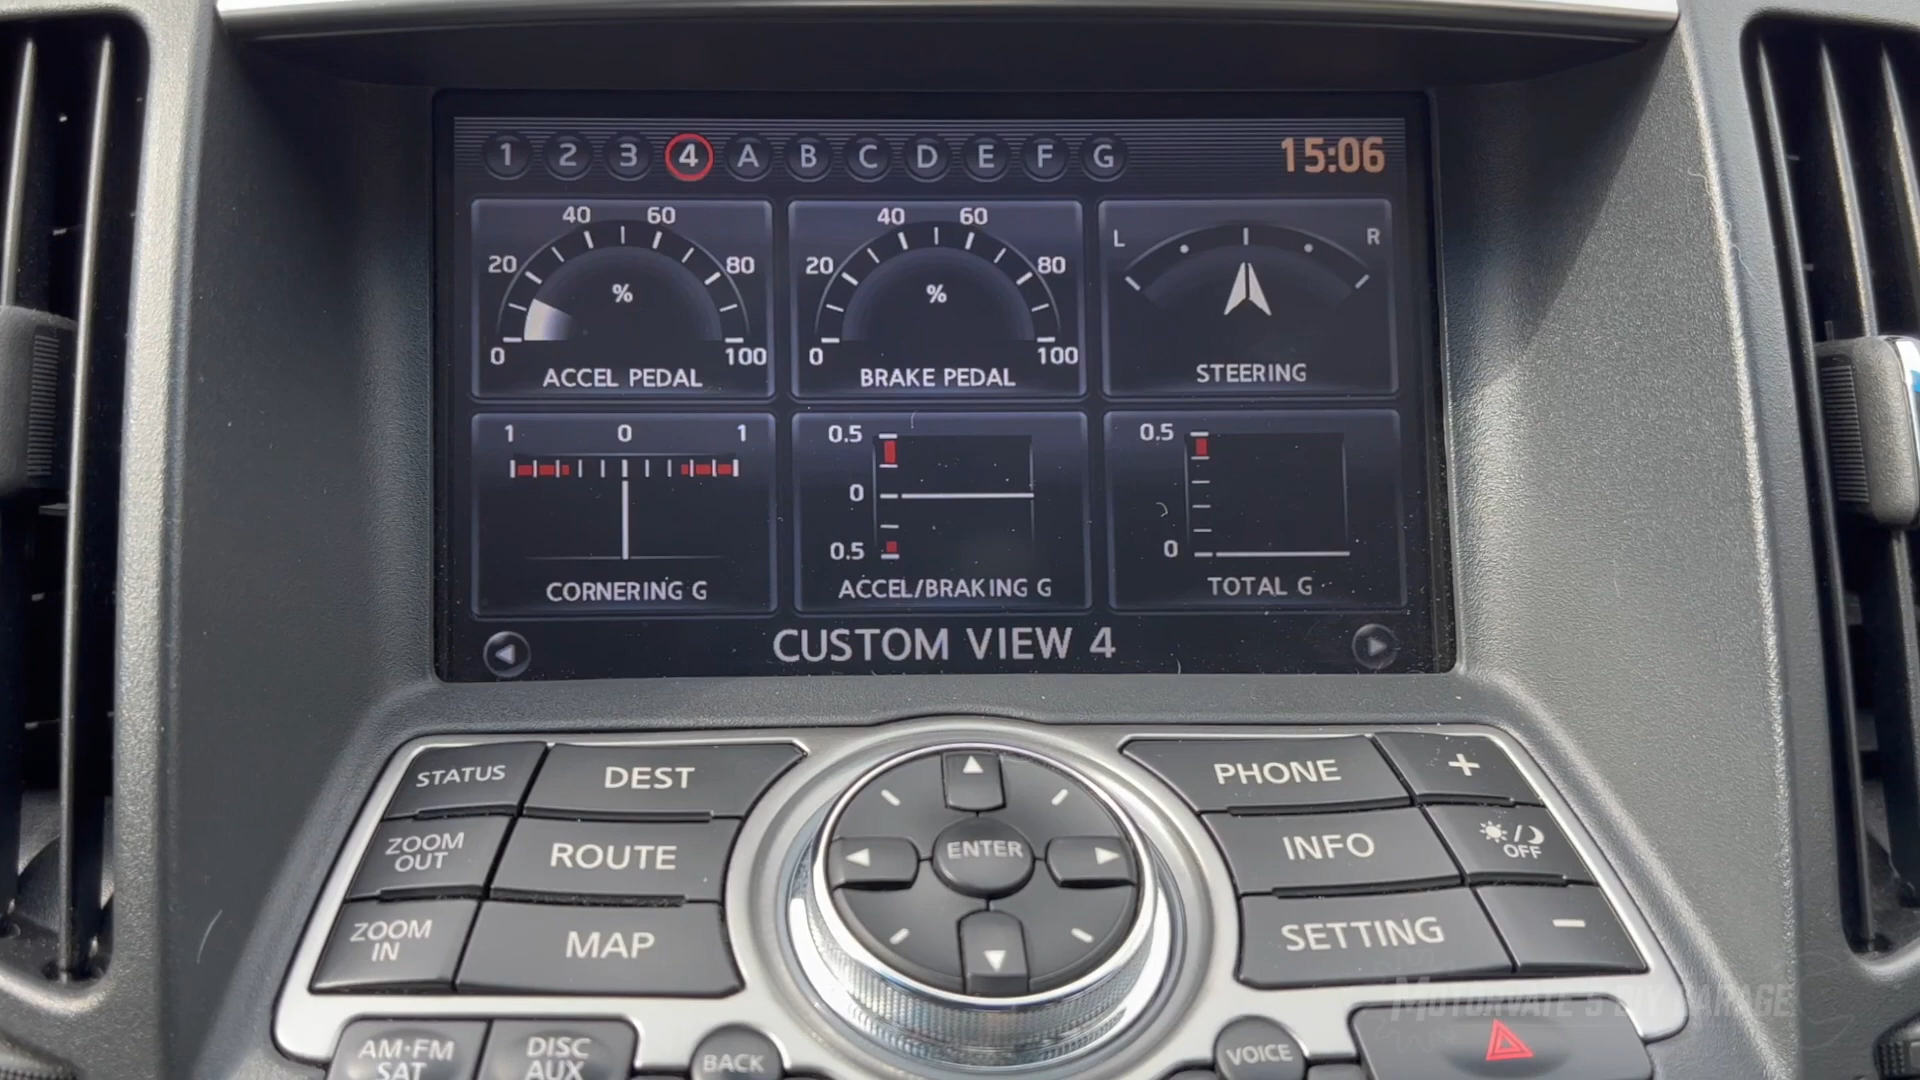 1 2 3 4 A B C D E F G 15:06
40 60
20 80
%
0 100
ACCEL PEDAL
40 60
20 80
%
0 100
BRAKE PEDAL
L R
STEERING
1 0 1
CORNERING G
0.5
0
0.5
ACCEL/BRAKING G
0.5
0
TOTAL G
CUSTOM VIEW 4
STATUS
DEST
ZOOM
OUT
ROUTE
ZOOM
IN
MAP
ENTER
PHONE
+
INFO
OFF
SETTING
−
AM·FM
SAT
DISC
AUX
BACK
VOICE
MOTORVATE'S DIY GARAGE